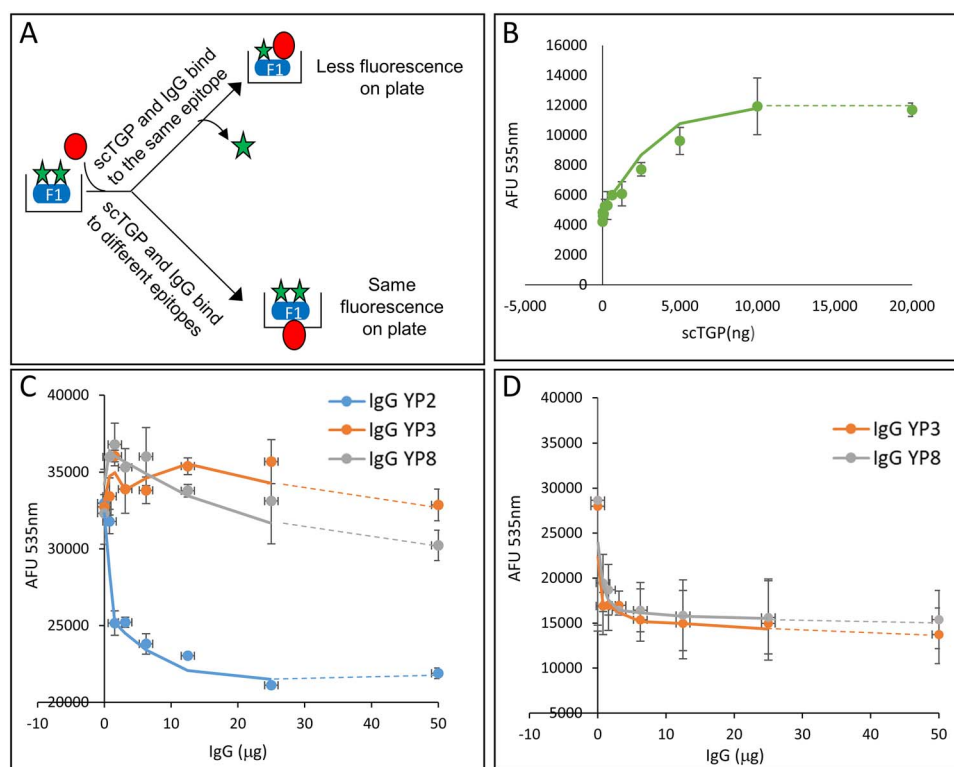 A
F1
Less fluorescence
on plate
scTGP and IgG bind
to the same epitope
F1
scTGP and IgG bind
to different epitopes
F1
Same
fluorescence
on plate
B
16000
14000
12000
10000
8000
6000
4000
2000
0
AFU 535nm
-5,000
0
5,000
10,000
15,000
20,000
scTGP(ng)
C
40000
35000
30000
25000
20000
AFU 535nm
IgG YP2
IgG YP3
IgG YP8
-10
0
10
20
30
40
50
IgG (µg)
D
40000
35000
30000
25000
20000
15000
10000
5000
AFU 535nm
IgG YP3
IgG YP8
-10
0
10
20
30
40
50
IgG (µg)